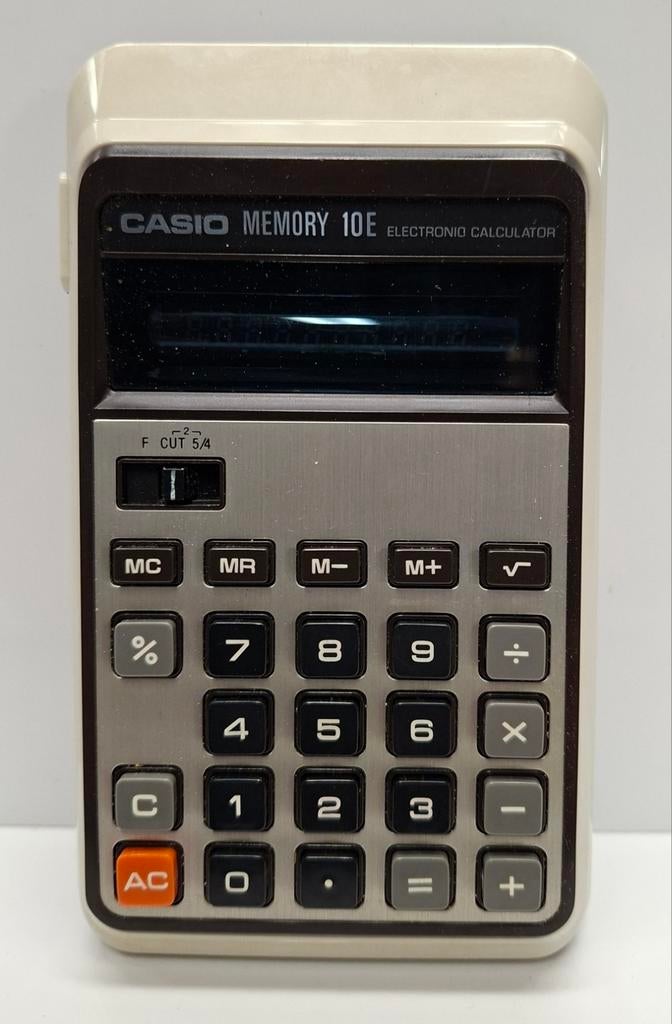 CASIO MEMORY 10E ELECTRONIC CALCULATOR
2
F CUT 5/4
MC MR M− M+ √
% 7 8 9 ÷
4 5 6 ×
C 1 2 3 −
AC 0 · = +